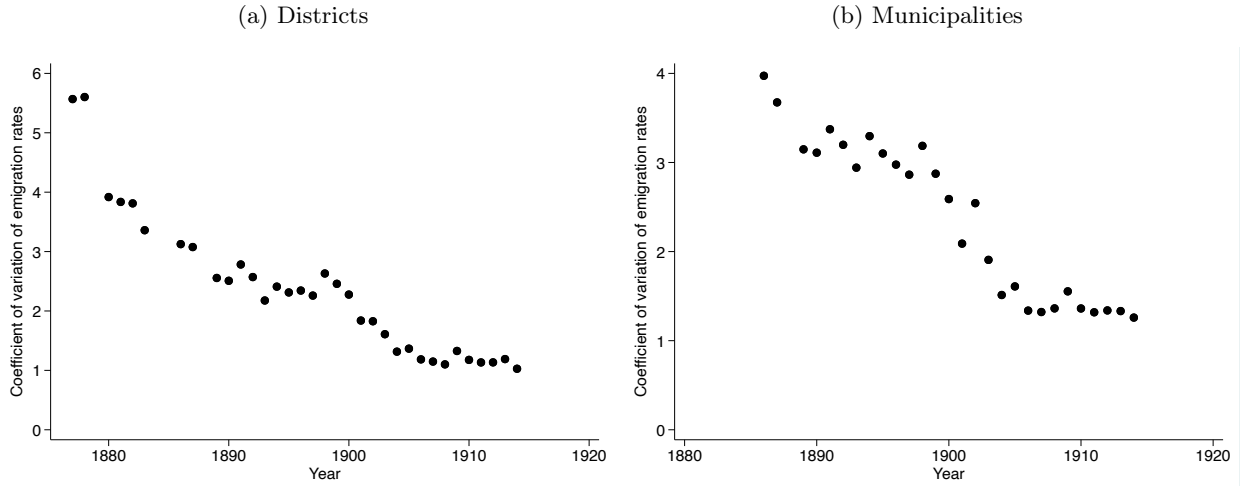 (a) Districts
Coefficient of variation of emigration rates
6
5
4
3
2
1
0
1880 1890 1900 1910 1920
Year
(b) Municipalities
Coefficient of variation of emigration rates
4
3
2
1
0
1880 1890 1900 1910 1920
Year